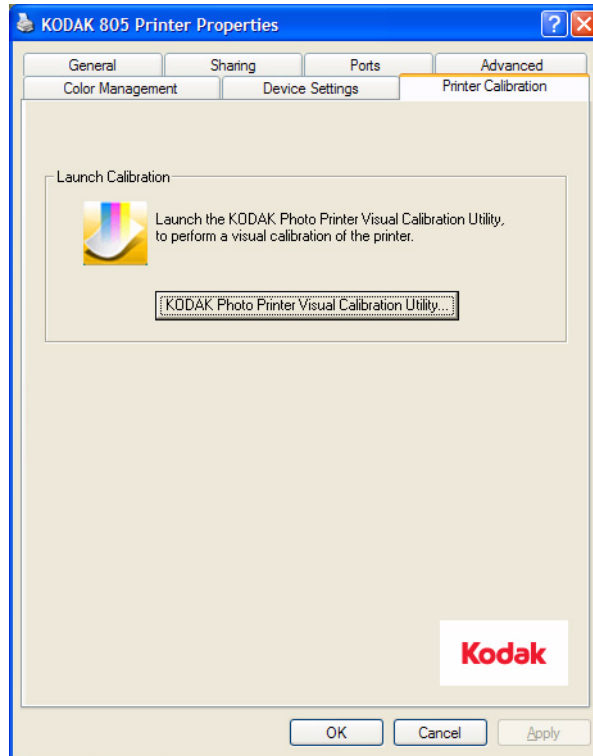 KODAK 805 Printer Properties
General Sharing Ports Advanced
Color Management Device Settings Printer Calibration
Launch Calibration
Launch the KODAK Photo Printer Visual Calibration Utility,
to perform a visual calibration of the printer.
KODAK Photo Printer Visual Calibration Utility...
Kodak
OK Cancel Apply